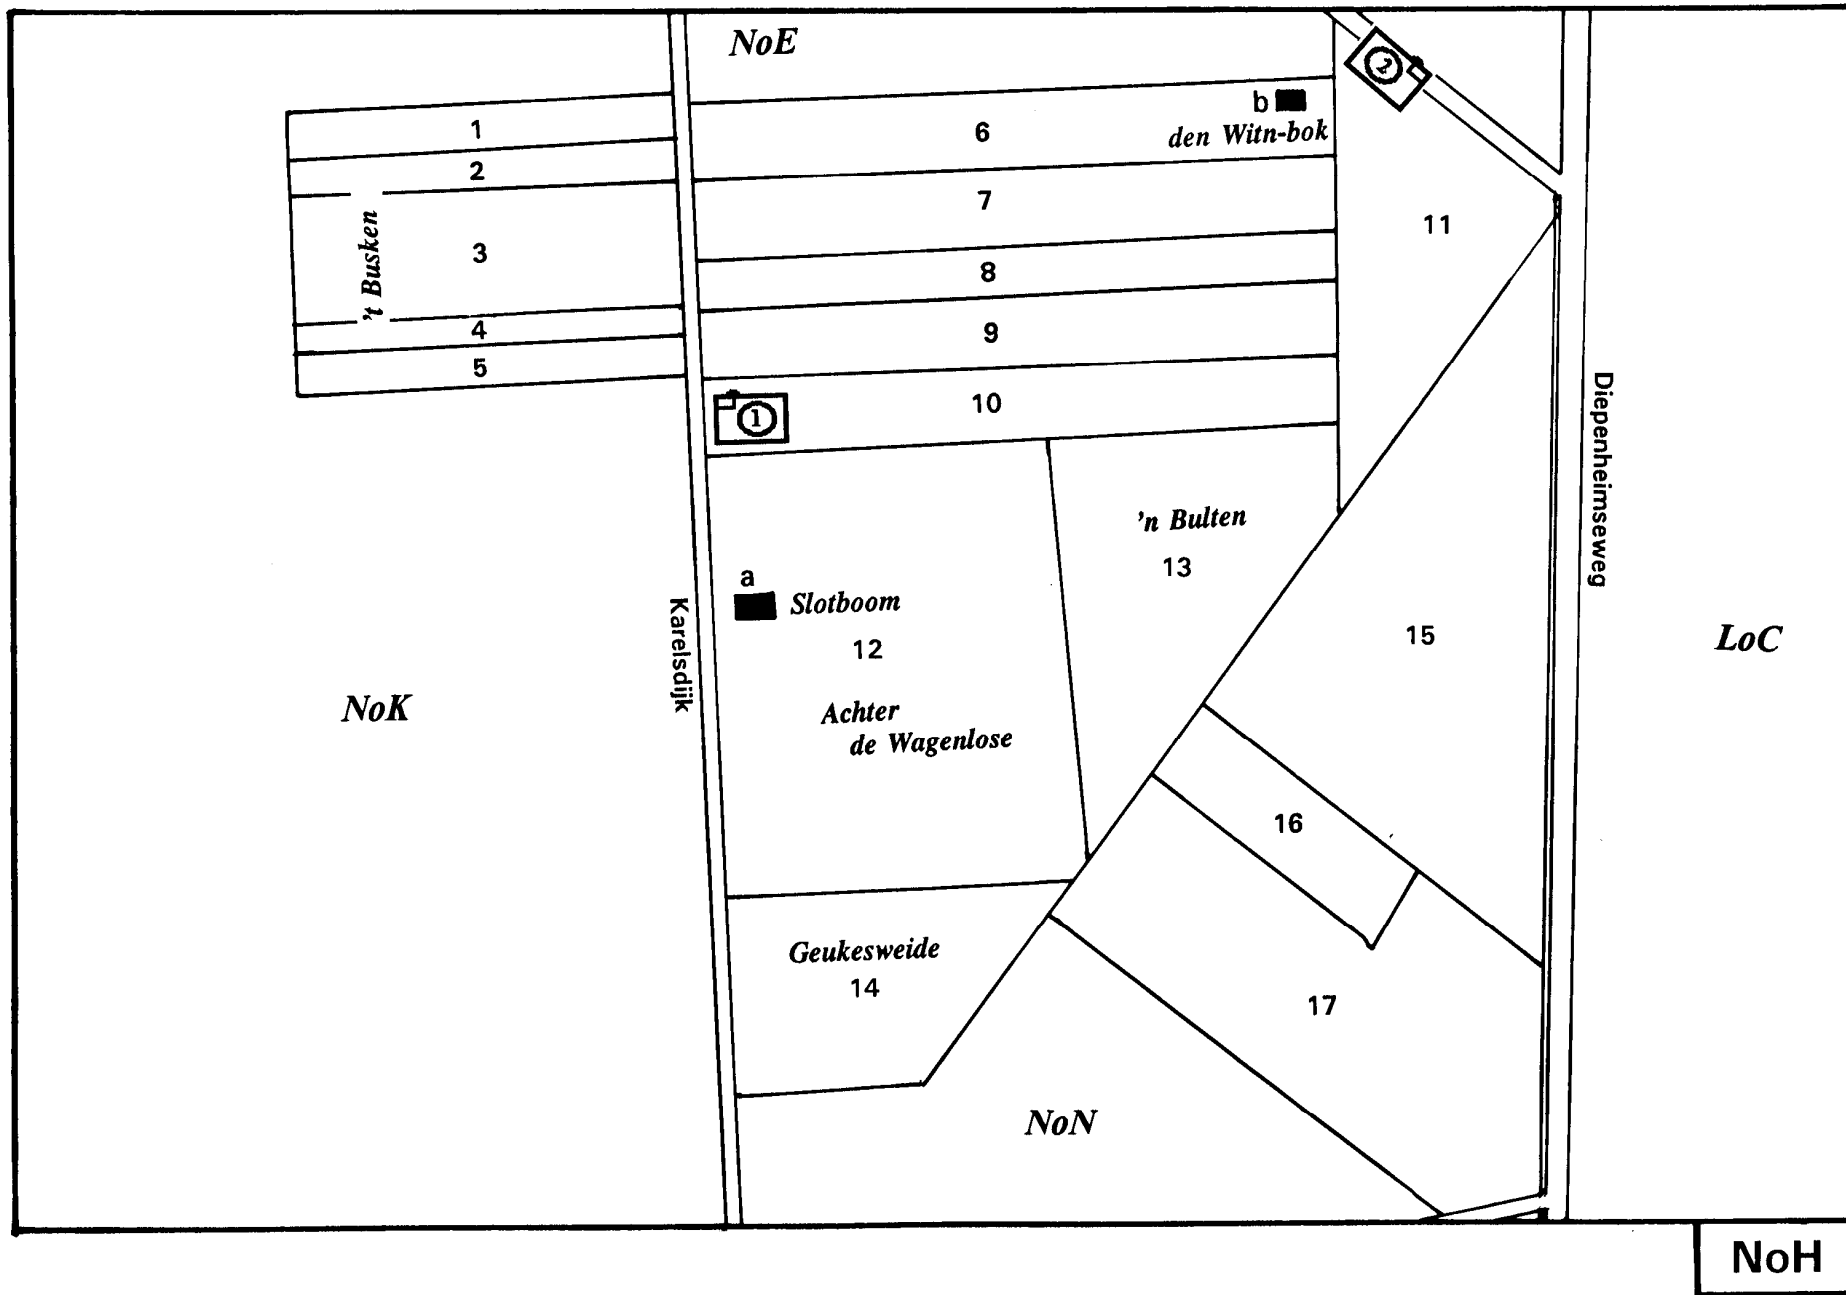 NoE
1
2
't Busken
3
4
5
6
b
den Witn-bok
7
8
9
10
1
2
11
'n Bulten
13
a
Slotboom
12
Achter
de Wagenlose
Karelsdijk
Diepenheimseweg
15
LoC
NoK
16
Geukesweide
14
17
NoN
NoH